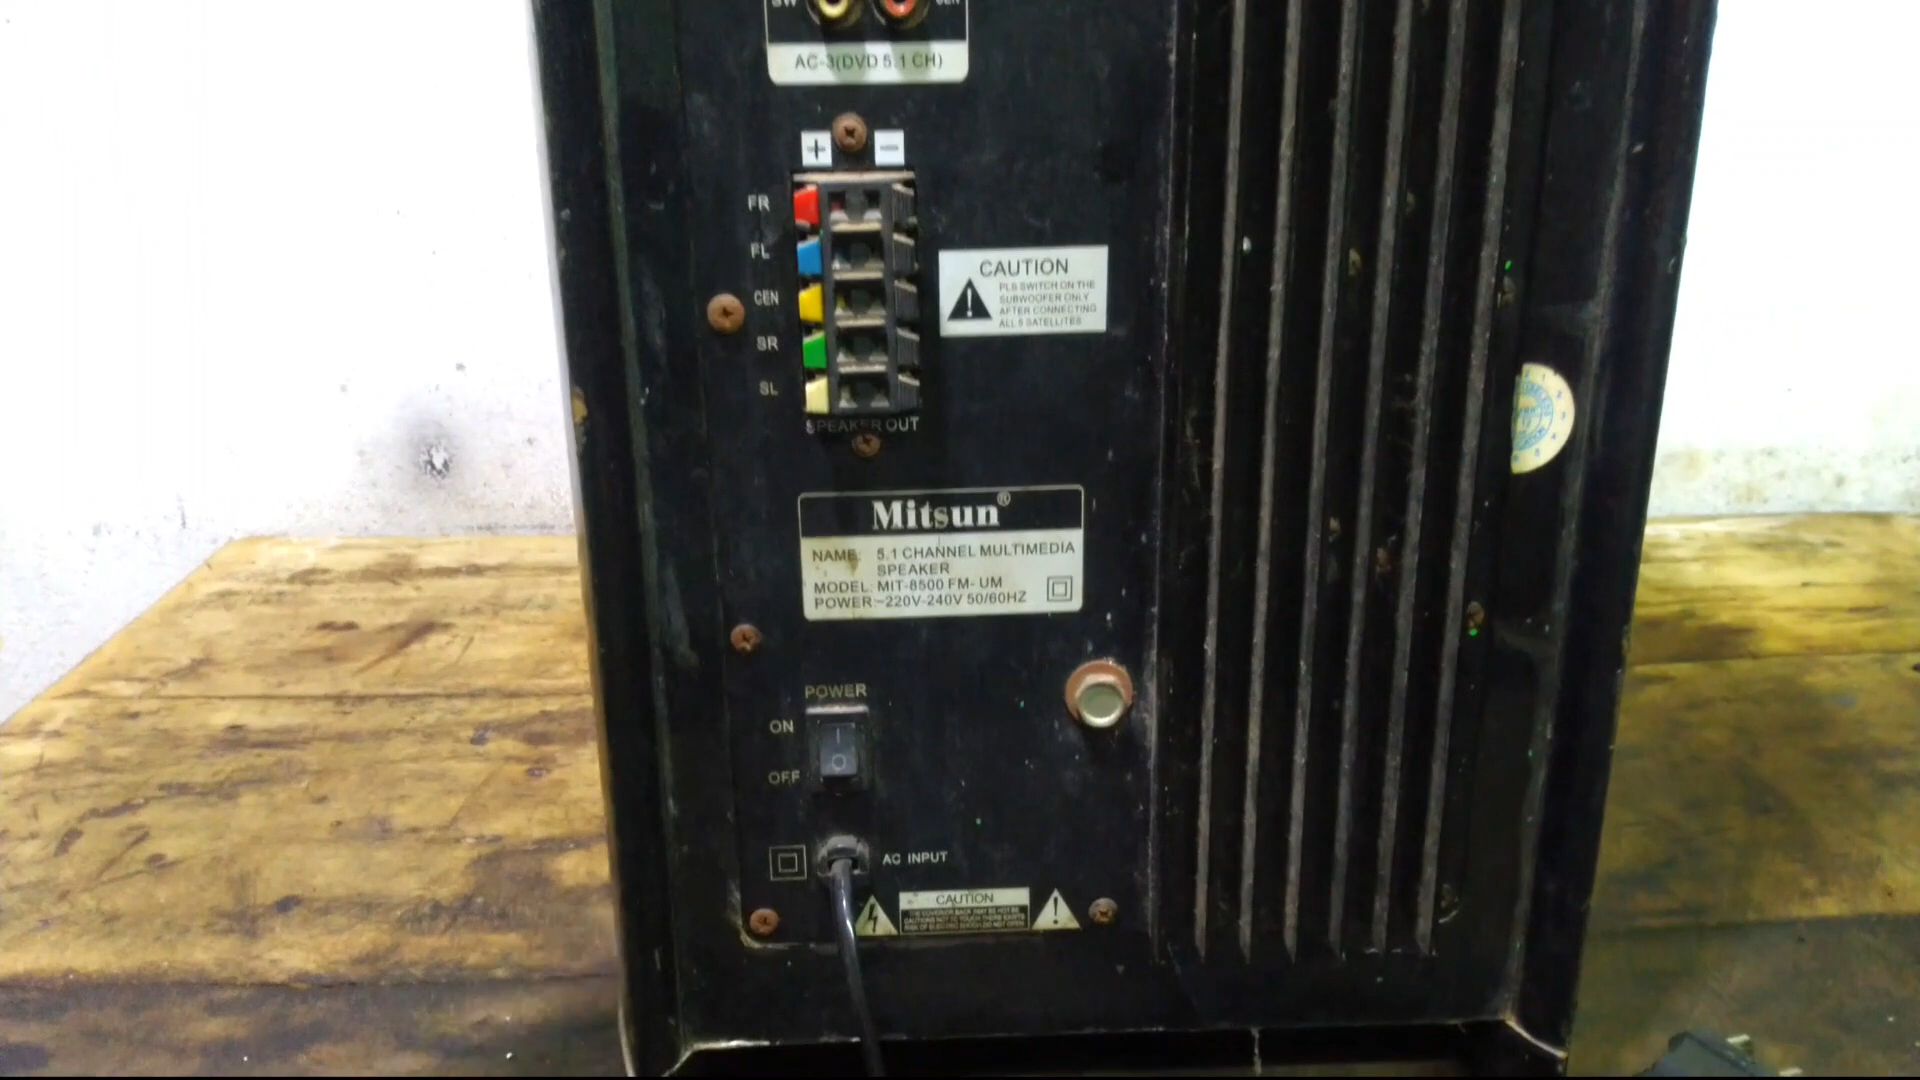 SW
CEN
AC-3(DVD 5.1 CH)
+ −
FR
FL
CEN
SR
SL
SPEAKER OUT
CAUTION
PLS SWITCH ON THE
SUBWOOFER ONLY
AFTER CONNECTING
ALL 5 SATELLITES
Mitsun®
NAME: 5.1 CHANNEL MULTIMEDIA
SPEAKER
MODEL: MIT-8500 FM- UM
POWER:~220V-240V 50/60HZ
POWER
ON
OFF
AC INPUT
CAUTION